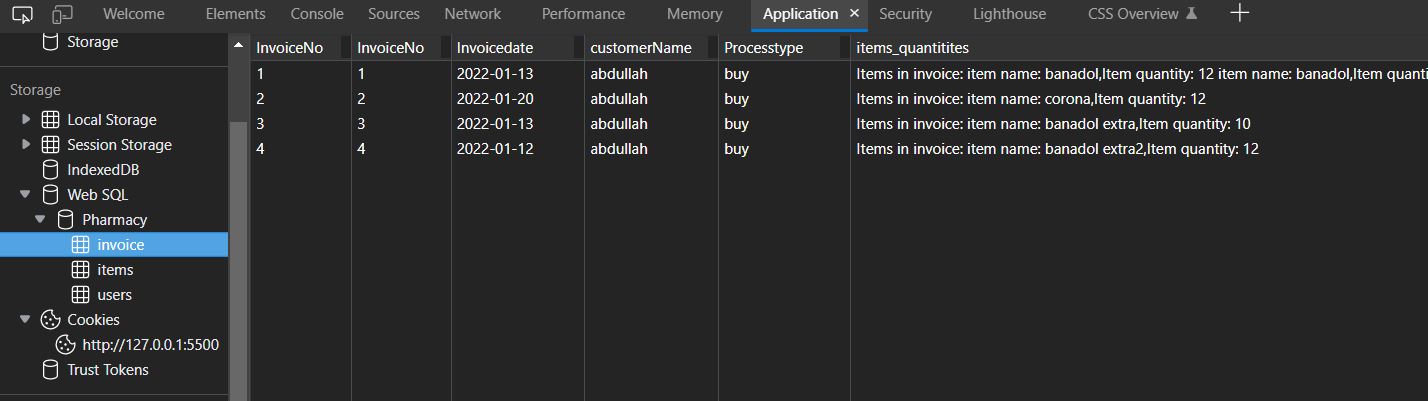 Welcome Elements Console Sources Network Performance Memory Application × Security Lighthouse CSS Overview +
Storage
Storage
Local Storage
Session Storage
IndexedDB
Web SQL
Pharmacy
invoice
items
users
Cookies
http://127.0.0.1:5500
Trust Tokens
InvoiceNo InvoiceNo Invoicedate customerName Processtype items_quantitites
1 1 2022-01-13 abdullah buy Items in invoice: item name: banadol,Item quantity: 12 item name: banadol,Item quanti
2 2 2022-01-20 abdullah buy Items in invoice: item name: corona,Item quantity: 12
3 3 2022-01-13 abdullah buy Items in invoice: item name: banadol extra,Item quantity: 10
4 4 2022-01-12 abdullah buy Items in invoice: item name: banadol extra2,Item quantity: 12